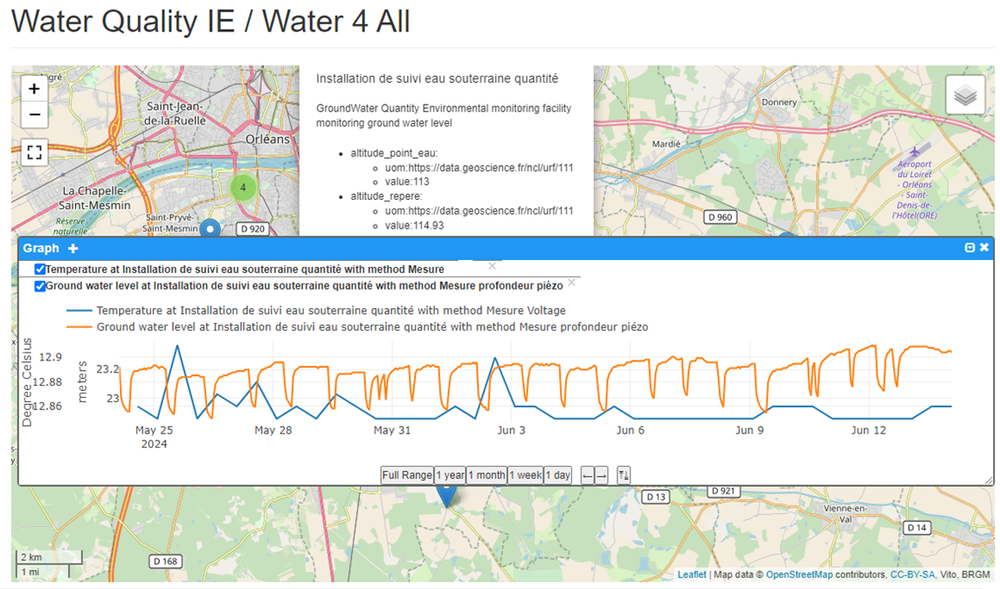 Water Quality IE / Water 4 All
+
−
Saint-Jean-
de-la-Ruelle
Orléans
La Chapelle-
Saint-Mesmin
Réserve
naturelle
Saint-Pryvé-
Saint-Mesmin
D 920
4
Installation de suivi eau souterraine quantité
GroundWater Quantity Environmental monitoring facility
monitoring ground water level
altitude_point_eau:
uom:https://data.geoscience.fr/ncl/urf/111
value:113
altitude_repere:
uom:https://data.geoscience.fr/ncl/urf/111
value:114.93
Donnery
Mardié
Aéroport
du Loiret
- Orléans
Saint-
Denis-de-
l'Hôtel(ORE)
D 960
Graph +
Temperature at Installation de suivi eau souterraine quantité with method Mesure
Ground water level at Installation de suivi eau souterraine quantité with method Mesure profondeur piézo
Temperature at Installation de suivi eau souterraine quantité with method Mesure Voltage
Ground water level at Installation de suivi eau souterraine quantité with method Mesure profondeur piézo
Degree Celsius
12.9
12.88
12.86
meters
23.2
23
May 25
2024
May 28
May 31
Jun 3
Jun 6
Jun 9
Jun 12
Full Range 1 year 1 month 1 week 1 day ← →
D 13
D 921
Vienne-en-
Val
D 14
D 168
2 km
1 mi
Leaflet | Map data © OpenStreetMap contributors, CC-BY-SA, Vito, BRGM